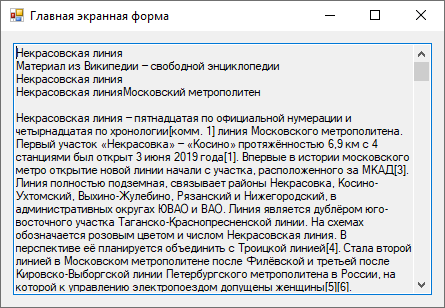 Главная экранная форма
Некрасовская линия
Материал из Википедии – свободной энциклопедии
Некрасовская линия
Некрасовская линияМосковский метрополитен
Некрасовская линия – пятнадцатая по официальной нумерации и
четырнадцатая по хронологии[комм. 1] линия Московского метрополитена.
Первый участок «Некрасовка» – «Косино» протяжённостью 6,9 км с 4
станциями был открыт 3 июня 2019 года[1]. Впервые в истории московского
метро открытие новой линии начали с участка, расположенного за МКАД[3].
Линия полностью подземная, связывает районы Некрасовка, Косино-
Ухтомский, Выхино-Жулебино, Рязанский и Нижегородский, в
административных округах ЮВАО и ВАО. Линия является дублёром юго-
восточного участка Таганско-Краснопресненской линии. На схемах
обозначается розовым цветом и числом Некрасовская линия. В
перспективе её планируется объединить с Троицкой линией[4]. Стала второй
линией в Московском метрополитене после Филёвской и третьей после
Кировско-Выборгской линии Петербургского метрополитена в России, на
которой к управлению электропоездом допущены женщины[5][6].